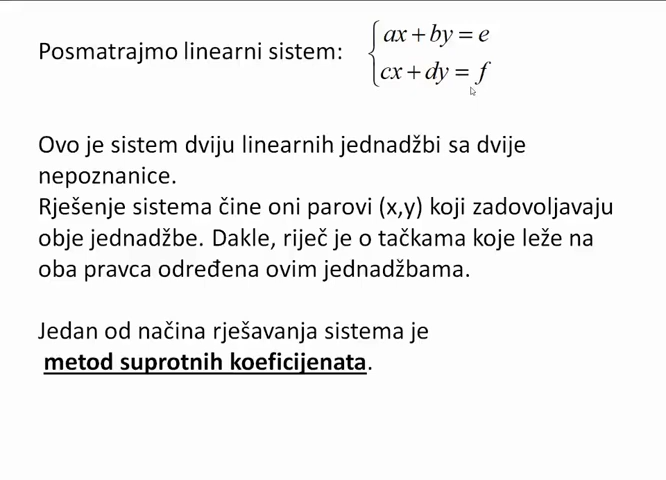 Posmatrajmo linearni sistem:
ax + by = e
cx + dy = f
Ovo je sistem dviju linearnih jednadžbi sa dvije
nepoznanice.
Rješenje sistema čine oni parovi (x,y) koji zadovoljavaju
obje jednadžbe. Dakle, riječ je o tačkama koje leže na
oba pravca određena ovim jednadžbama.
Jedan od načina rješavanja sistema je
metod suprotnih koeficijenata.